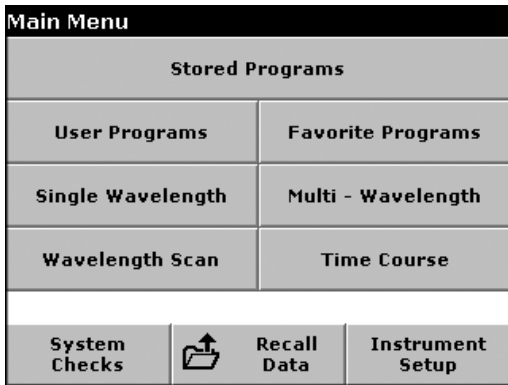 Main Menu
Stored Programs
User Programs
Favorite Programs
Single Wavelength
Multi - Wavelength
Wavelength Scan
Time Course
System
Checks
Recall
Data
Instrument
Setup